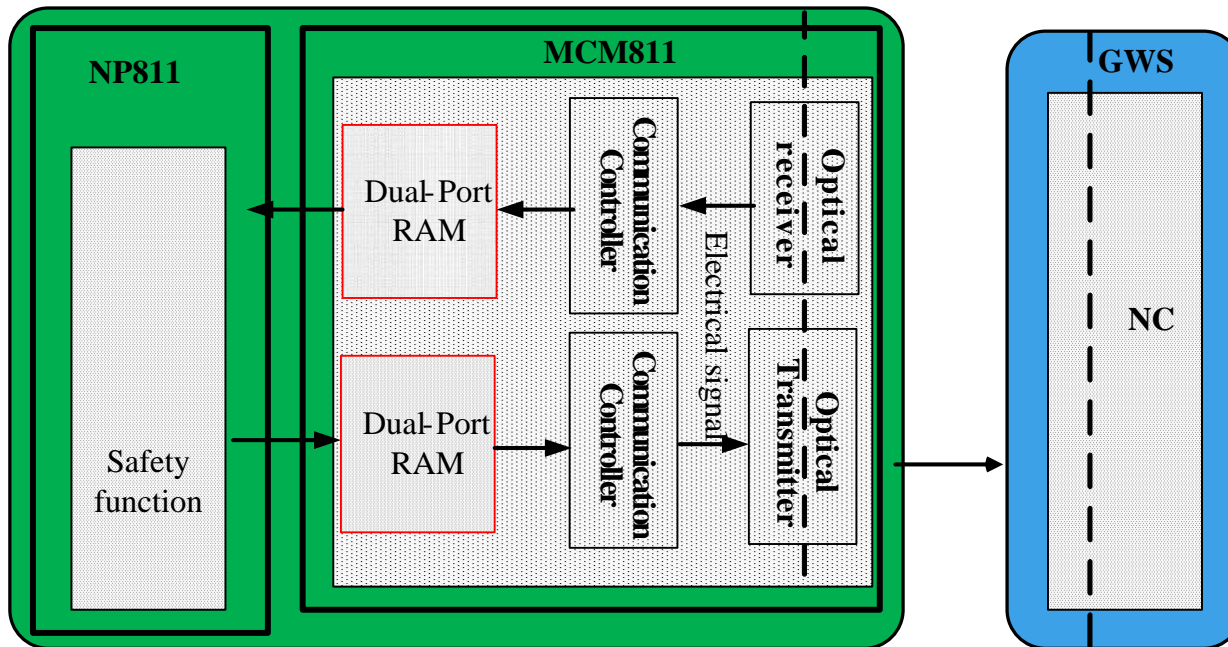 NP811
Safety
function
MCM811
Dual-Port
RAM
Communication
Controller
Optical
receiver
Electrical signal
Dual-Port
RAM
Communication
Controller
Optical
Transmitter
GWS
NC